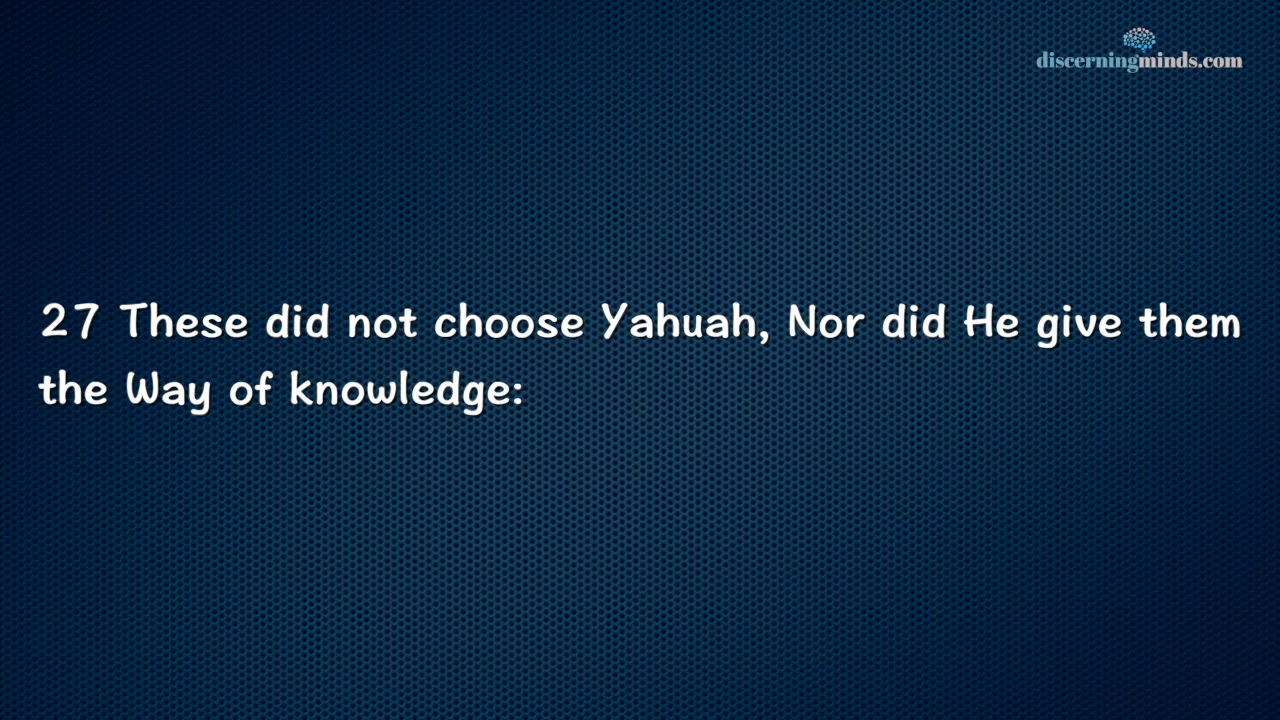 discerningminds.com
27 These did not choose Yahuah, Nor did He give them
the Way of knowledge: